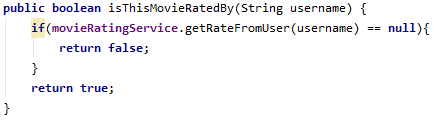 public boolean isThisMovieRatedBy(String username) {
    if(movieRatingService.getRateFromUser(username) == null){
        return false;
    }
    return true;
}